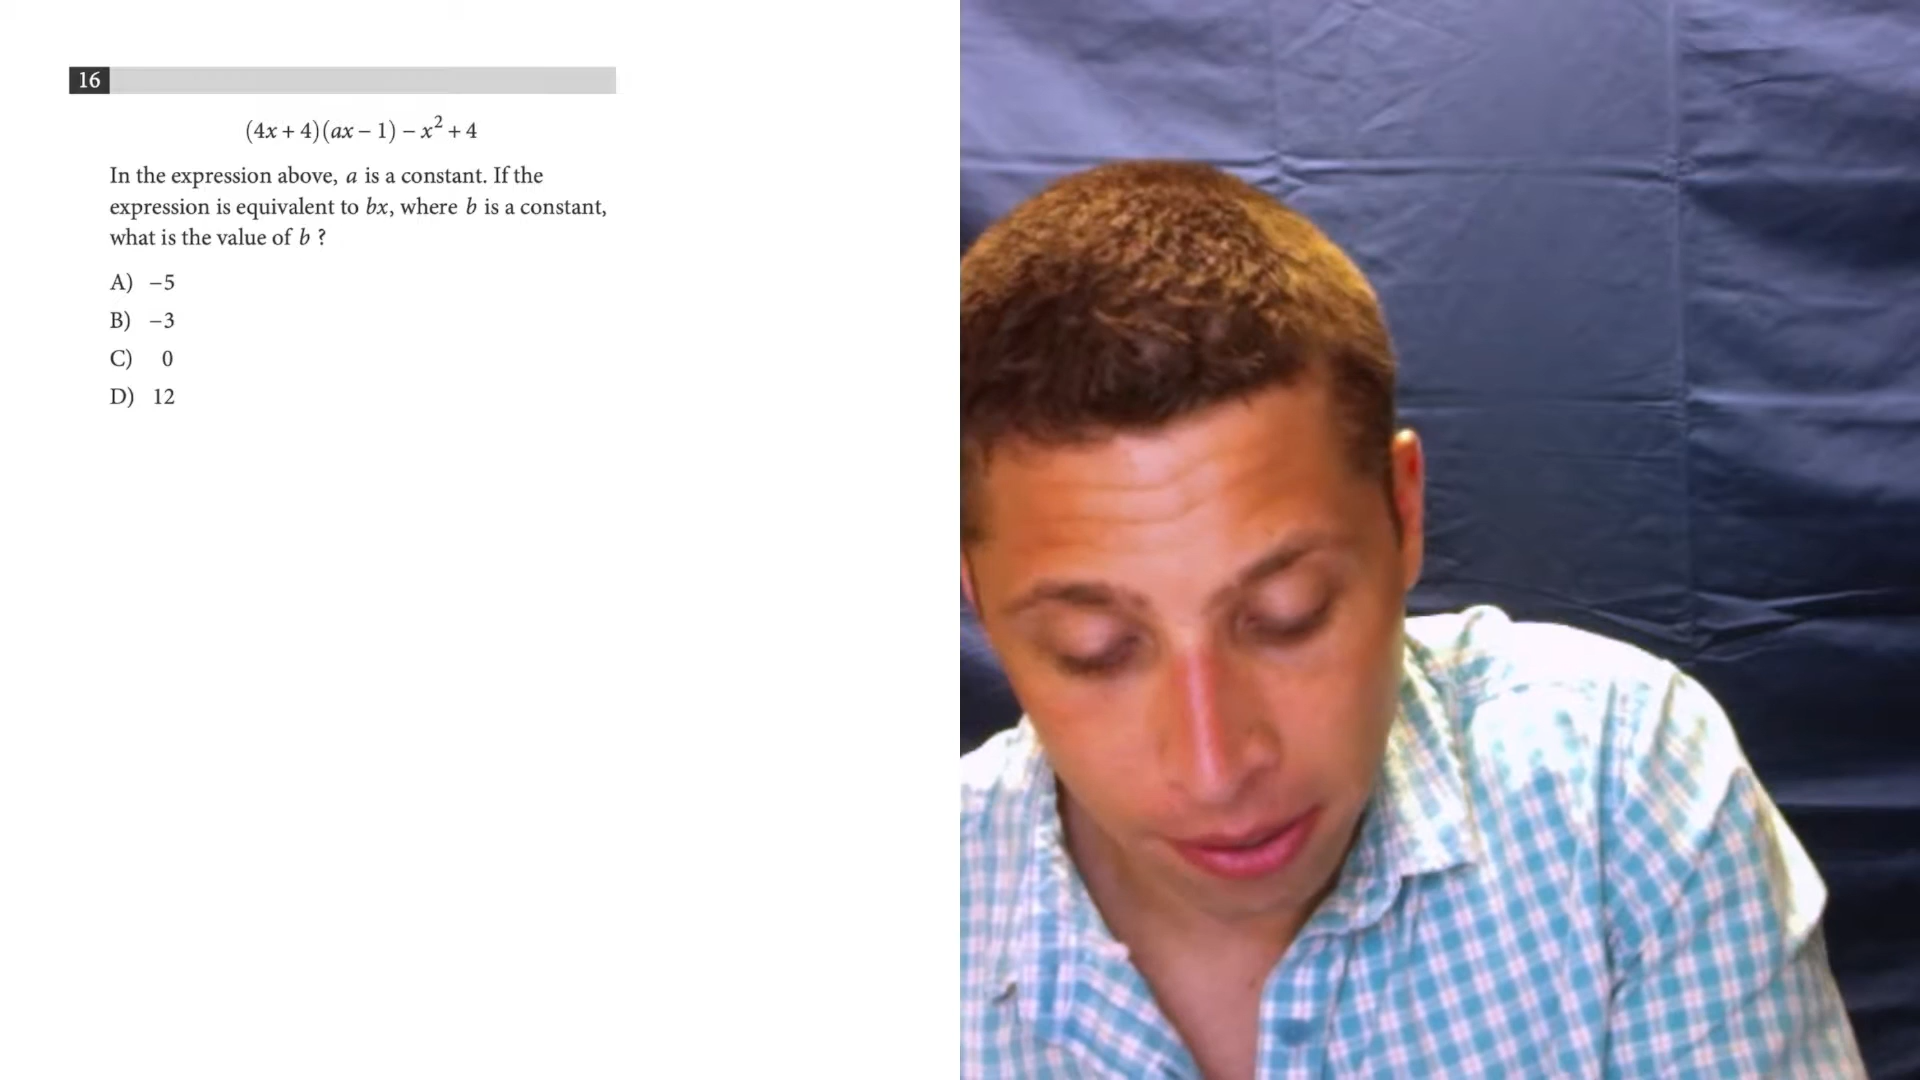 16
(4x + 4)(ax − 1) − x² + 4
In the expression above, a is a constant. If the
expression is equivalent to bx, where b is a constant,
what is the value of b ?
A) −5
B) −3
C) 0
D) 12